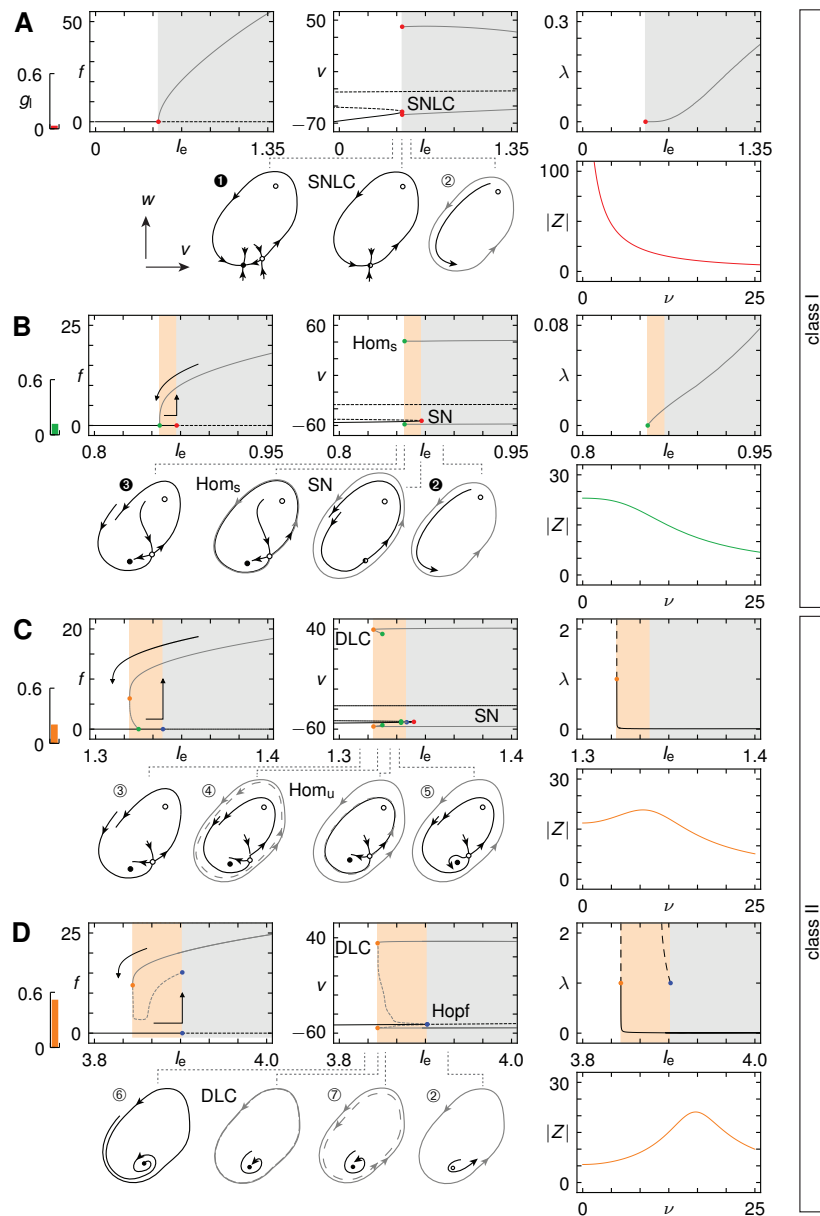 A
50
f
0
0.6
gl
0
0
Ie
1.35
50
v
−70
SNLC
0
Ie
1.35
0.3
λ
0
0
Ie
1.35
❶
SNLC
②
w
v
100
|Z|
0
0
ν
25
class I
B
25
f
0
0.6
0
0.8
Ie
0.95
60
Homs
v
SN
−60
0.8
Ie
0.95
0.08
λ
0
0.8
Ie
0.95
❸
Homs
SN
❷
30
|Z|
0
0
ν
25
C
20
f
0
0.6
0
1.3
Ie
1.4
40
DLC
v
SN
−60
1.3
Ie
1.4
2
λ
0
1.3
Ie
1.4
③
④
Homu
⑤
30
|Z|
0
0
ν
25
class II
D
25
f
0
0.6
0
3.8
Ie
4.0
40
DLC
v
Hopf
−60
3.8
Ie
4.0
2
λ
0
3.8
Ie
4.0
⑥
DLC
⑦
②
30
|Z|
0
0
ν
25